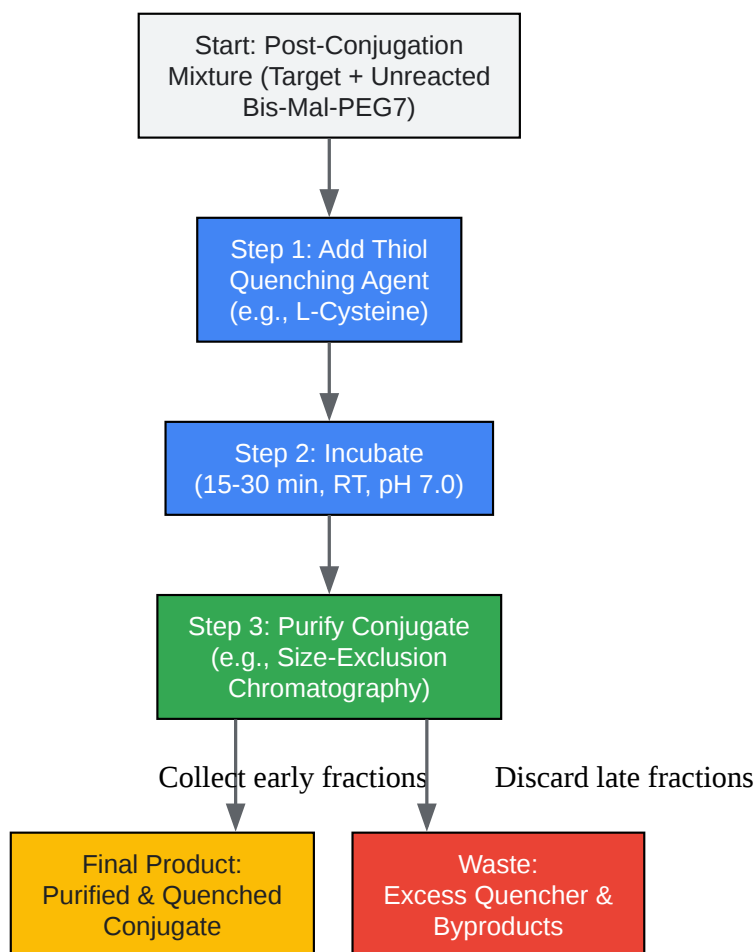 Start: Post-Conjugation
Mixture (Target + Unreacted
Bis-Mal-PEG7)
Step 1: Add Thiol
Quenching Agent
(e.g., L-Cysteine)
Step 2: Incubate
(15-30 min, RT, pH 7.0)
Step 3: Purify Conjugate
(e.g., Size-Exclusion
Chromatography)
Collect early fractions
Discard late fractions
Final Product:
Purified & Quenched
Conjugate
Waste:
Excess Quencher &
Byproducts